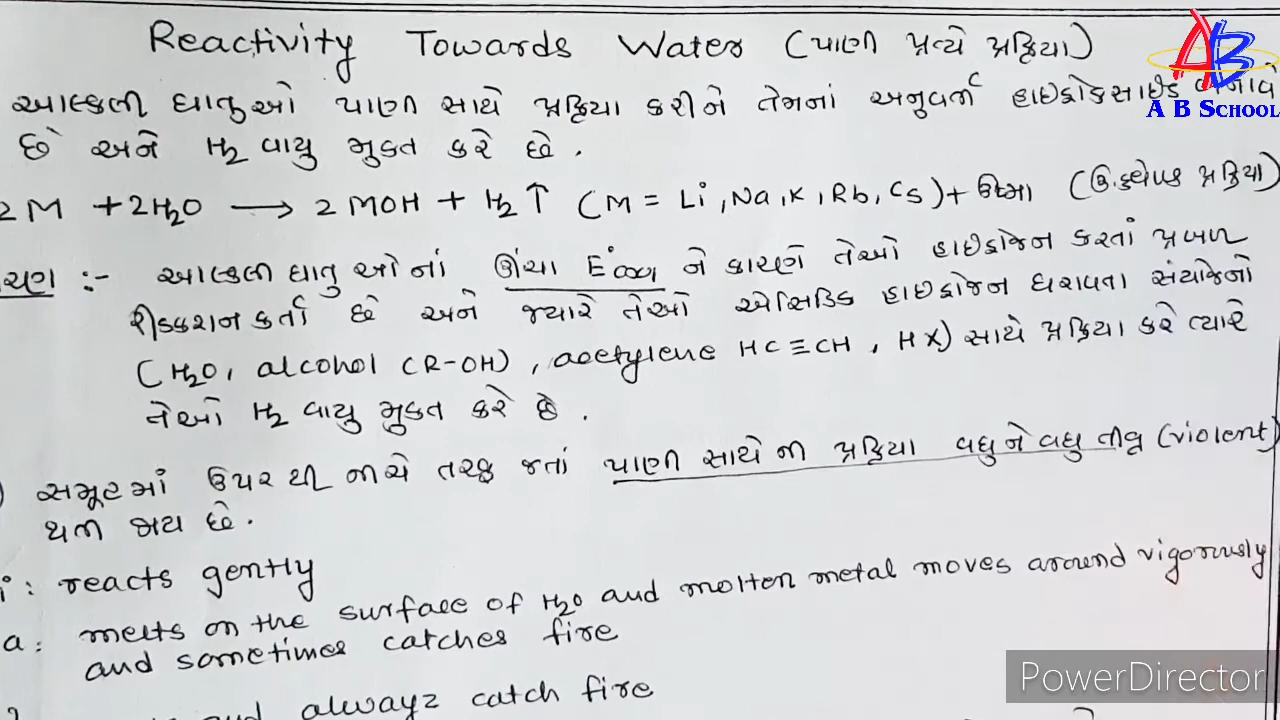 Reactivity Towards Water (પાણી પ્રત્યે પ્રક્રિયા)
A B SCHOOL
આલ્કલી ધાતુઓ પાણી સાથે પ્રક્રિયા કરીને તેમનાં અનુવર્તી હાઇડ્રોકસાઇડ બનાવે
છે અને H₂ વાયુ મુક્ત કરે છે.
2M + 2H₂O ⟶ 2MOH + H₂↑ (M = Li, Na, K, Rb, Cs) + ઉષ્મા (ઉ.ક્ષેપક પ્રક્રિયા)
:- આલ્કલી ધાતુઓનાં ઊંચા E°oxi ને કારણે તેઓ હાઇડ્રોજન કરતાં પ્રબળ
રીડક્શનકર્તા છે અને જ્યારે તેઓ એસિડિક હાઇડ્રોજન ધરાવતા સંયોજનો
(H₂O, alcohol (R-OH), acetylene HC≡CH, HX) સાથે પ્રક્રિયા કરે ત્યારે
તેઓ H₂ વાયુ મુક્ત કરે છે.
) સમૂહમાં ઉપરથી નીચે તરફ જતાં પાણી સાથેની પ્રક્રિયા વધુને વધુ તીવ્ર (violent)
થતી જાય છે.
i : reacts gently
a : melts on the surface of H₂O and molten metal moves around vigorously
and sometimes catches fire
and alwayz catch fire
PowerDirector